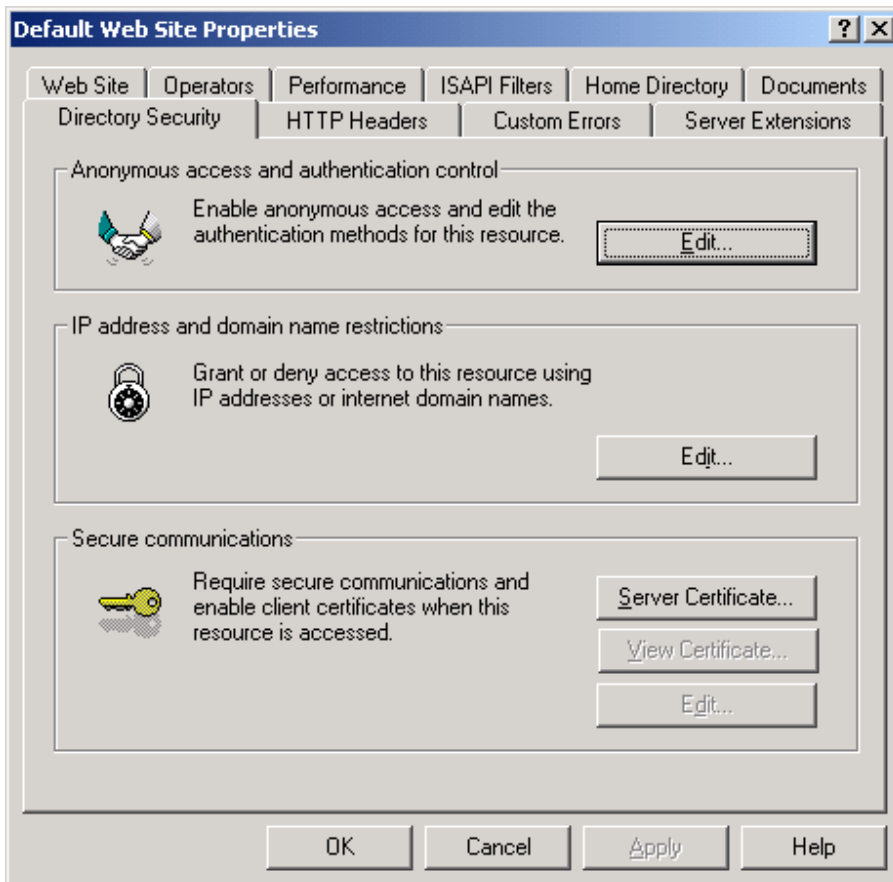 Default Web Site Properties
Web Site Operators Performance ISAPI Filters Home Directory Documents
Directory Security HTTP Headers Custom Errors Server Extensions
Anonymous access and authentication control
Enable anonymous access and edit the
authentication methods for this resource.
Edit...
IP address and domain name restrictions
Grant or deny access to this resource using
IP addresses or internet domain names.
Edit...
Secure communications
Require secure communications and
enable client certificates when this
resource is accessed.
Server Certificate...
View Certificate...
Edit...
OK Cancel Apply Help